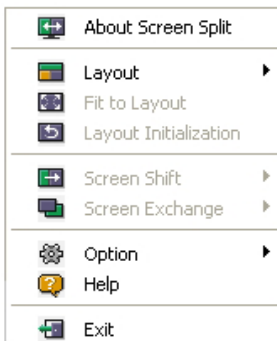 About Screen Split
Layout
Fit to Layout
Layout Initialization
Screen Shift
Screen Exchange
Option
Help
Exit